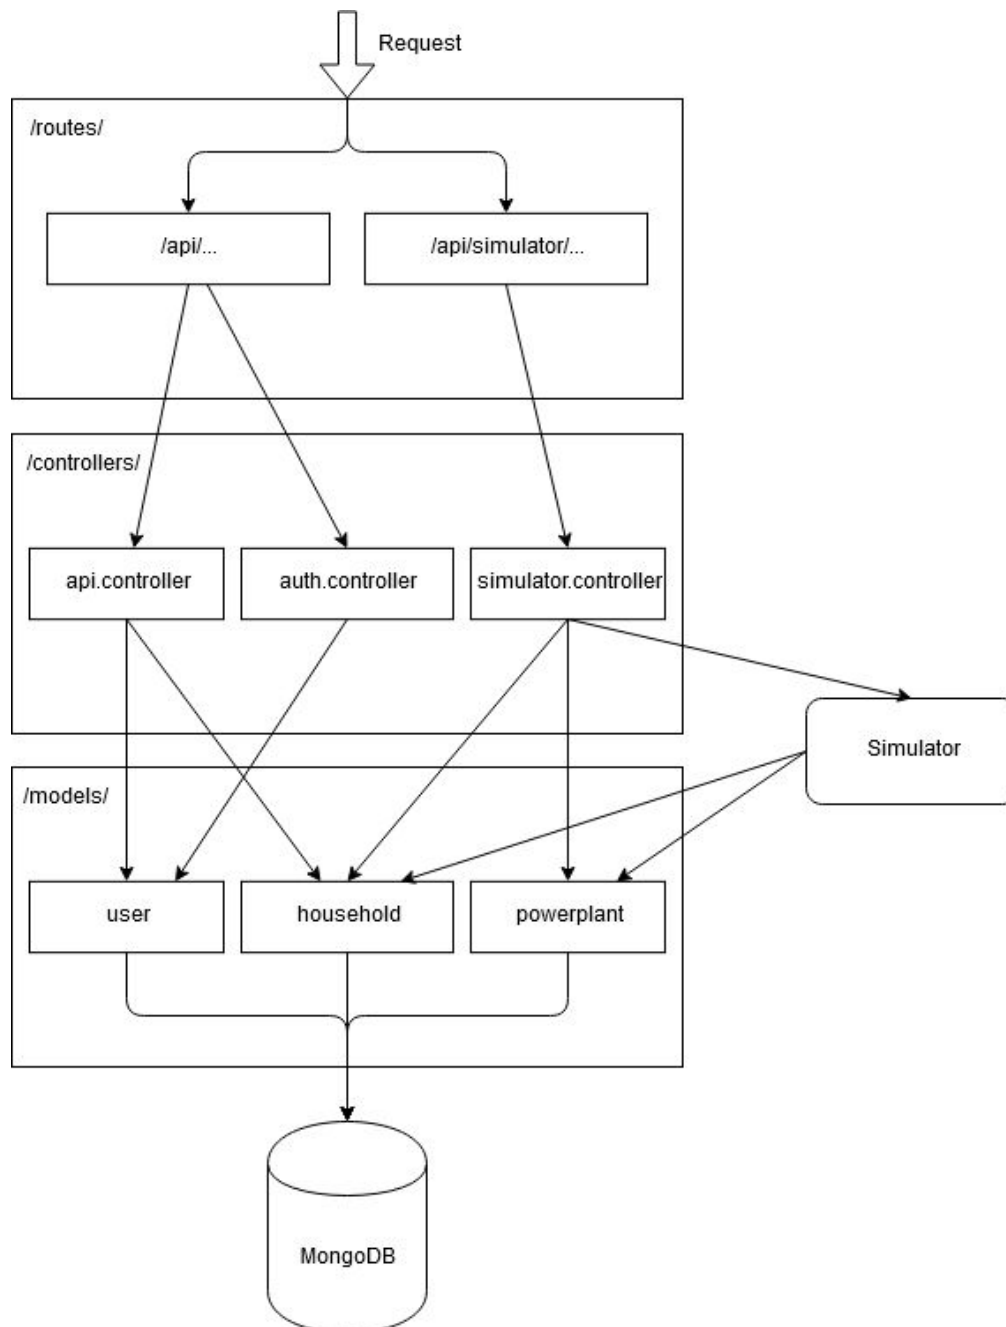 Request
/routes/
/api/...
/api/simulator/...
/controllers/
api.controller
auth.controller
simulator.controller
Simulator
/models/
user
household
powerplant
MongoDB